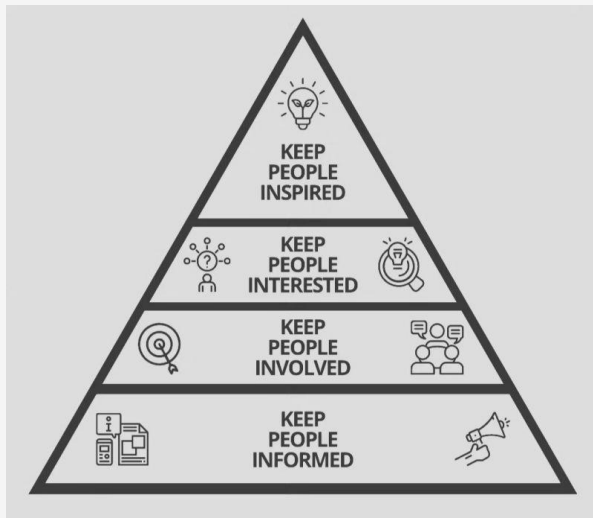 KEEP
PEOPLE
INSPIRED
KEEP
PEOPLE
INTERESTED
KEEP
PEOPLE
INVOLVED
KEEP
PEOPLE
INFORMED